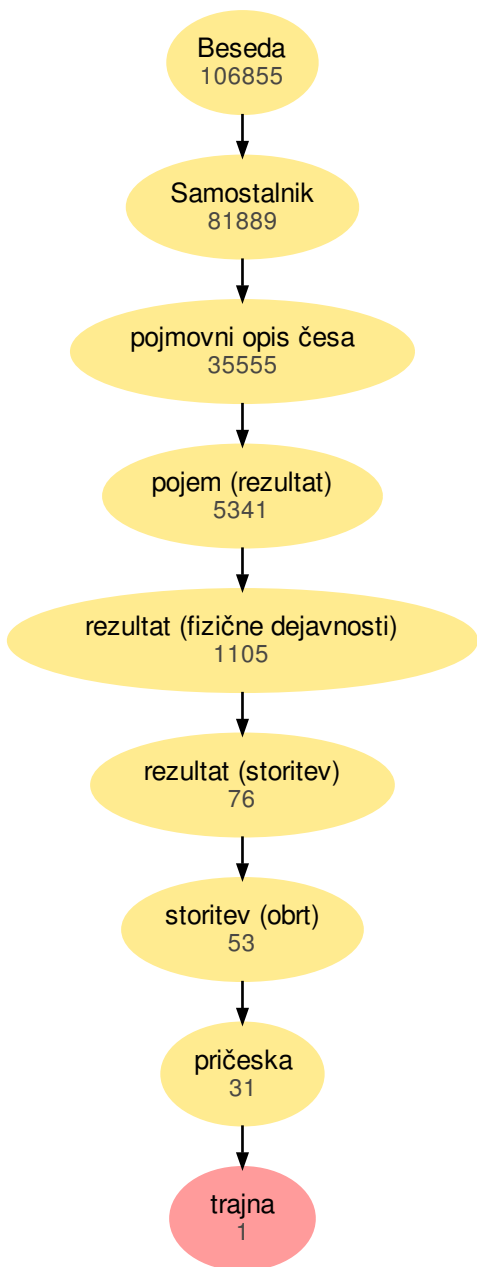 Beseda
106855
Samostalnik
81889
pojmovni opis česa
35555
pojem (rezultat)
5341
rezultat (fizične dejavnosti)
1105
rezultat (storitev)
76
storitev (obrt)
53
pričeska
31
trajna
1